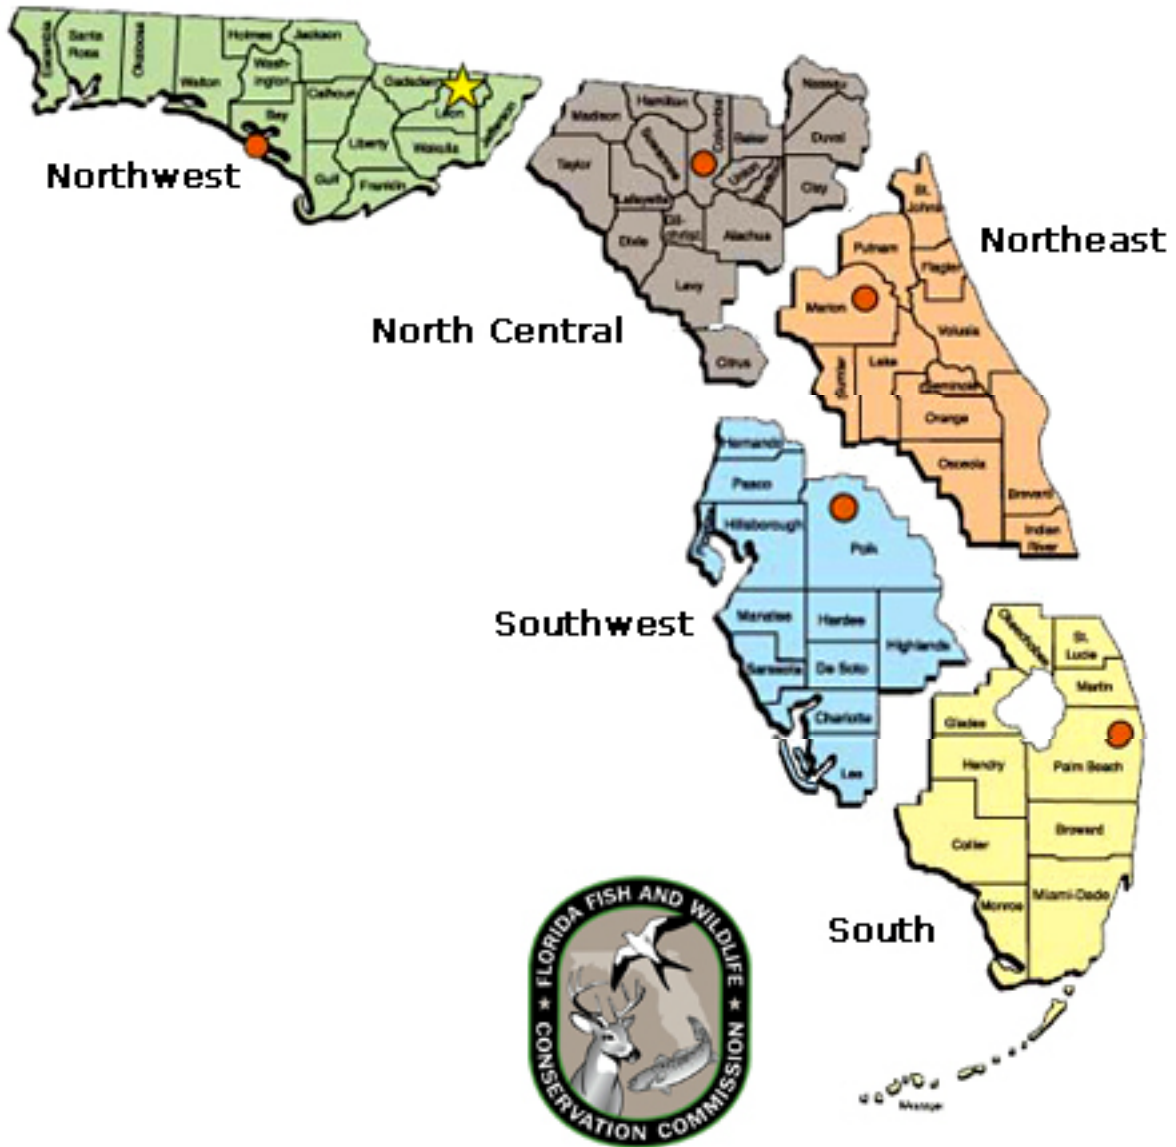 Escambia
Santa
Rosa
Okaloosa
Walton
Holmes
Jackson
Wash-
ington
Bay
Calhoun
Gulf
Liberty
Gadsden
Leon
Wakulla
Franklin
Jefferson
Northwest
Madison
Hamilton
Taylor
Suwannee
Columbia
Baker
Nassau
Duval
Union
Bradford
Clay
Lafayette
Dixie
Gil-
christ
Alachua
Levy
Citrus
North Central
St.
Johns
Putnam
Flagler
Marion
Volusia
Sumter
Lake
Seminole
Orange
Osceola
Brevard
Indian
River
Northeast
Hernando
Pasco
Hillsborough
Polk
Manatee
Hardee
Highlands
Sarasota
De Soto
Charlotte
Lee
Southwest
Okeechobee
St.
Lucie
Martin
Glades
Hendry
Palm Beach
Collier
Broward
Monroe
Miami-Dade
South
FLORIDA FISH AND WILDLIFE
CONSERVATION COMMISSION